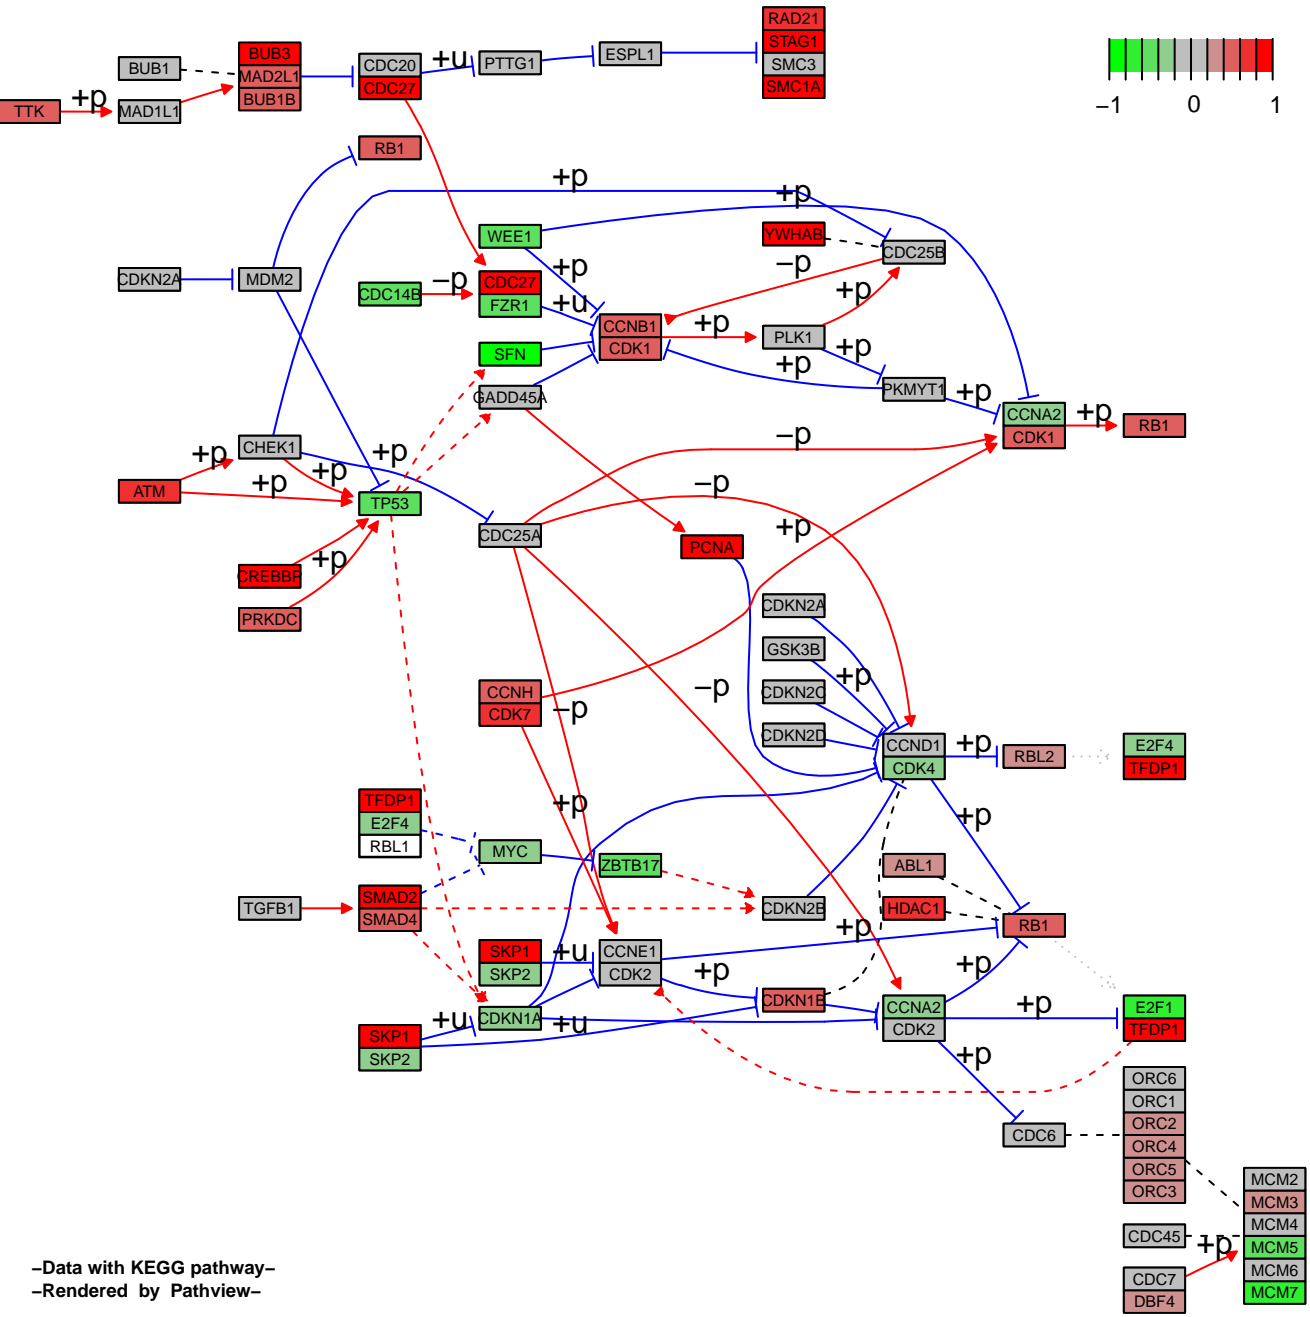 RAD21
STAG1
SMC3
SMC1A
BUB3
MAD2L1
BUB1B
BUB1
CDC20
CDC27
+u
PTTG1
ESPL1
−1
0
1
TTK
+p
MAD1L1
RB1
+p
+p
WEE1
YWHAB
CDC25B
CDKN2A
MDM2
CDC14B
−p
CDC27
FZR1
+p
+u
−p
+p
CCNB1
CDK1
+p
PLK1
SFN
+p
+p
GADD45A
PKMYT1
+p
CCNA2
CDK1
+p
RB1
CHEK1
+p
+p
+p
−p
ATM
+p
TP53
−p
CDC25A
+p
PCNA
CREBBP
+p
PRKDC
CDKN2A
GSK3B
+p
CCNH
CDK7
−p
−p
CDKN2C
CDKN2D
CCND1
CDK4
+p
RBL2
E2F4
TFDP1
TFDP1
E2F4
RBL1
+p
+p
MYC
ZBTB17
ABL1
TGFB1
SMAD2
SMAD4
CDKN2B
HDAC1
RB1
+p
SKP1
SKP2
+u
CCNE1
CDK2
+p
+p
CDKN1B
CCNA2
CDK2
+p
E2F1
TFDP1
CDKN1A
+u
+u
SKP1
SKP2
+p
ORC6
ORC1
ORC2
ORC4
ORC5
ORC3
CDC6
MCM2
MCM3
MCM4
MCM5
MCM6
MCM7
CDC45
+p
CDC7
DBF4
−Data with KEGG pathway−
−Rendered by Pathview−